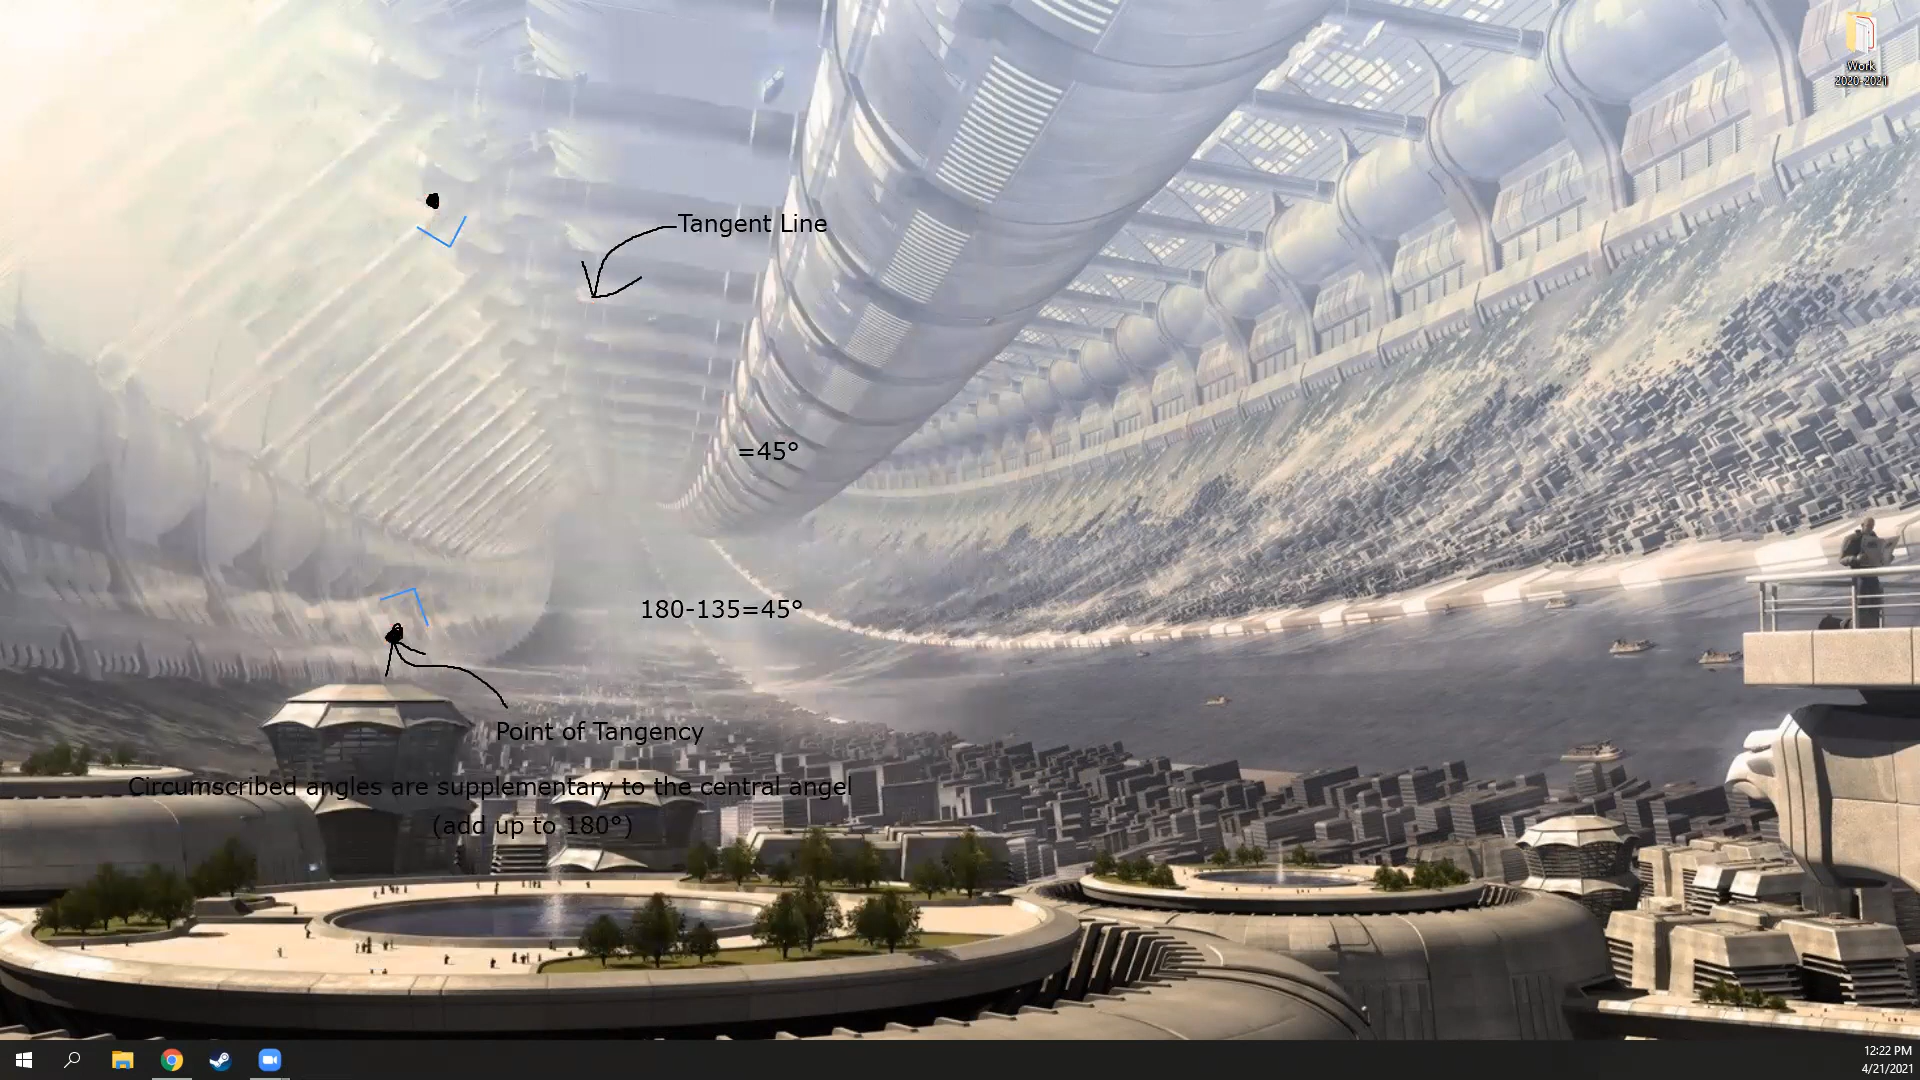 Work
2020-2021
Tangent Line
=45°
180-135=45°
Point of Tangency
Circumscribed angles are supplementary to the central angel
(add up to 180°)
12:22 PM
4/21/2021